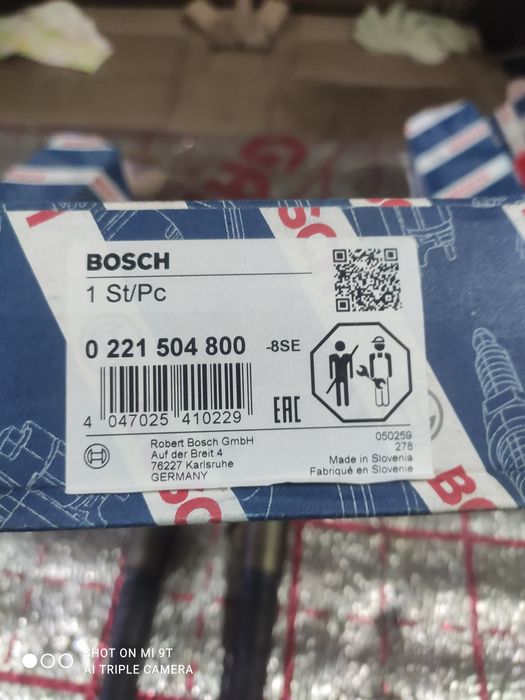 BOSCH
1 St/Pc
0 221 504 800 -8SE
4 047025 410229
EAC
Robert Bosch GmbH
Auf der Breit 4
76227 Karlsruhe
GERMANY
050259
278
Made in Slovenia
Fabriqué en Slovenie
SHOT ON MI 9T
AI TRIPLE CAMERA